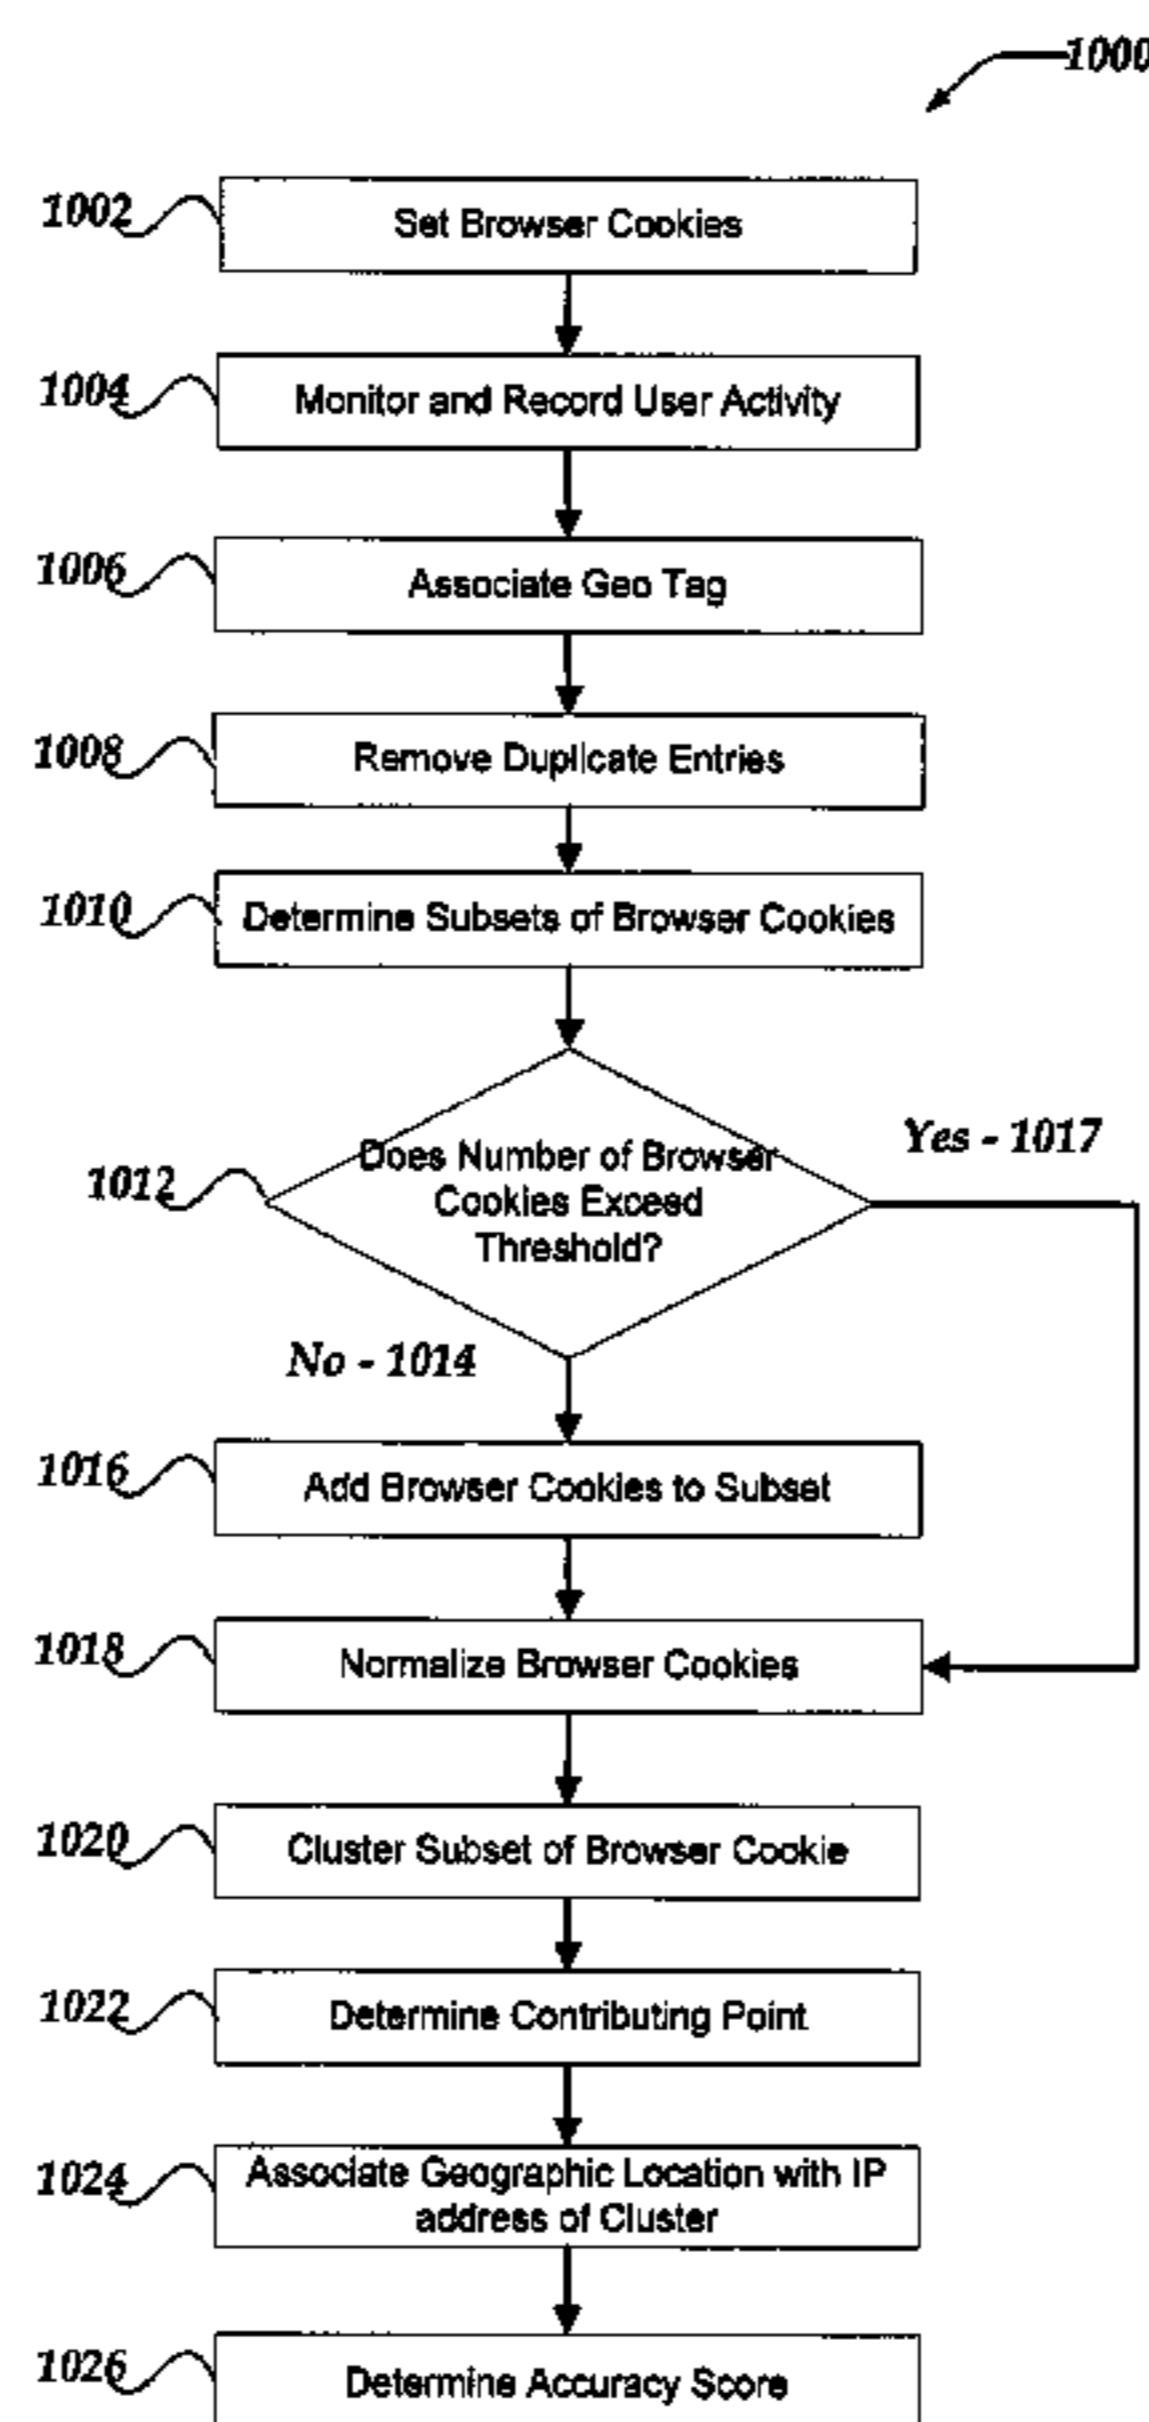 1000
1002
Set Browser Cookies
1004
Monitor and Record User Activity
1006
Associate Geo Tag
1008
Remove Duplicate Entries
1010
Determine Subsets of Browser Cookies
1012
Does Number of Browser
Cookies Exceed
Threshold?
Yes - 1017
No - 1014
1016
Add Browser Cookies to Subset
1018
Normalize Browser Cookies
1020
Cluster Subset of Browser Cookie
1022
Determine Contributing Point
1024
Associate Geographic Location with IP
address of Cluster
1026
Determine Accuracy Score